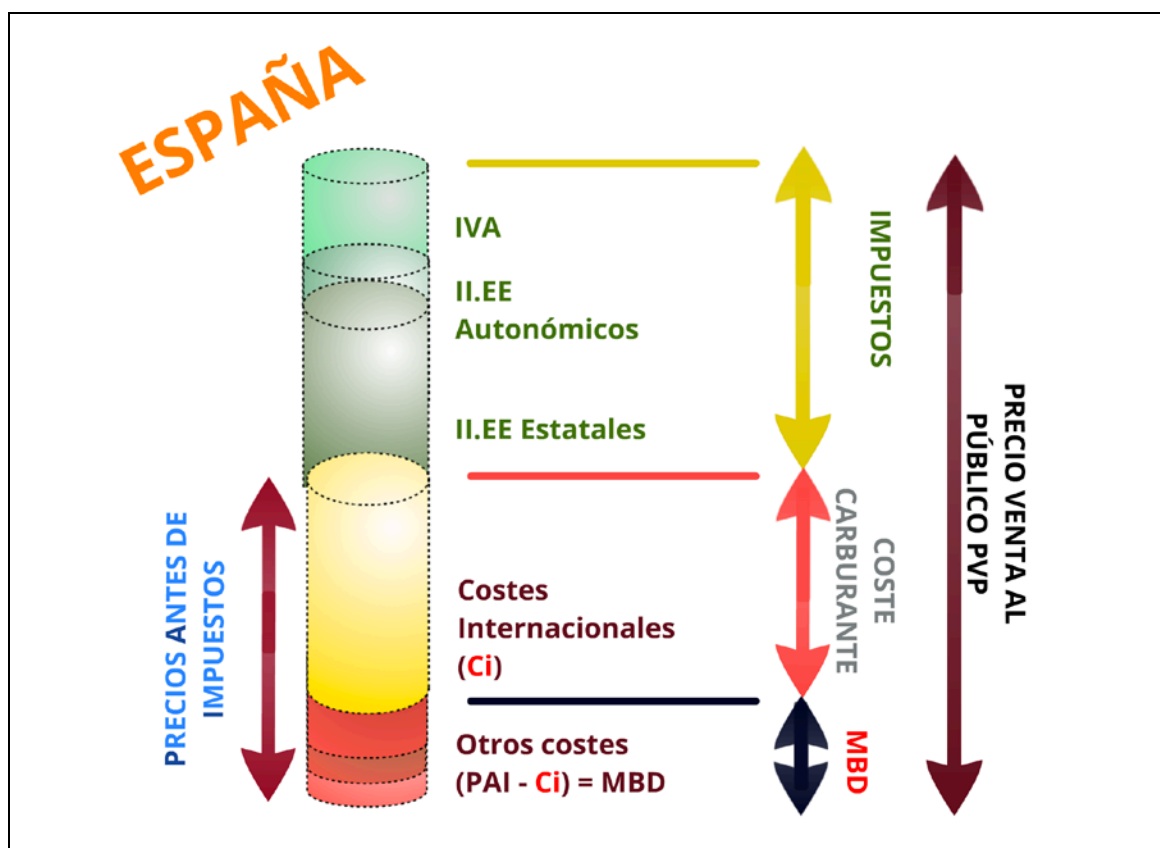 ESPAÑA
IVA
II.EE
Autonómicos
II.EE Estatales
Costes
Internacionales
(Ci)
Otros costes
(PAI - Ci) = MBD
PRECIOS ANTES DE
IMPUESTOS
IMPUESTOS
COSTE
CARBURANTE
MBD
PRECIO VENTA AL
PÚBLICO PVP